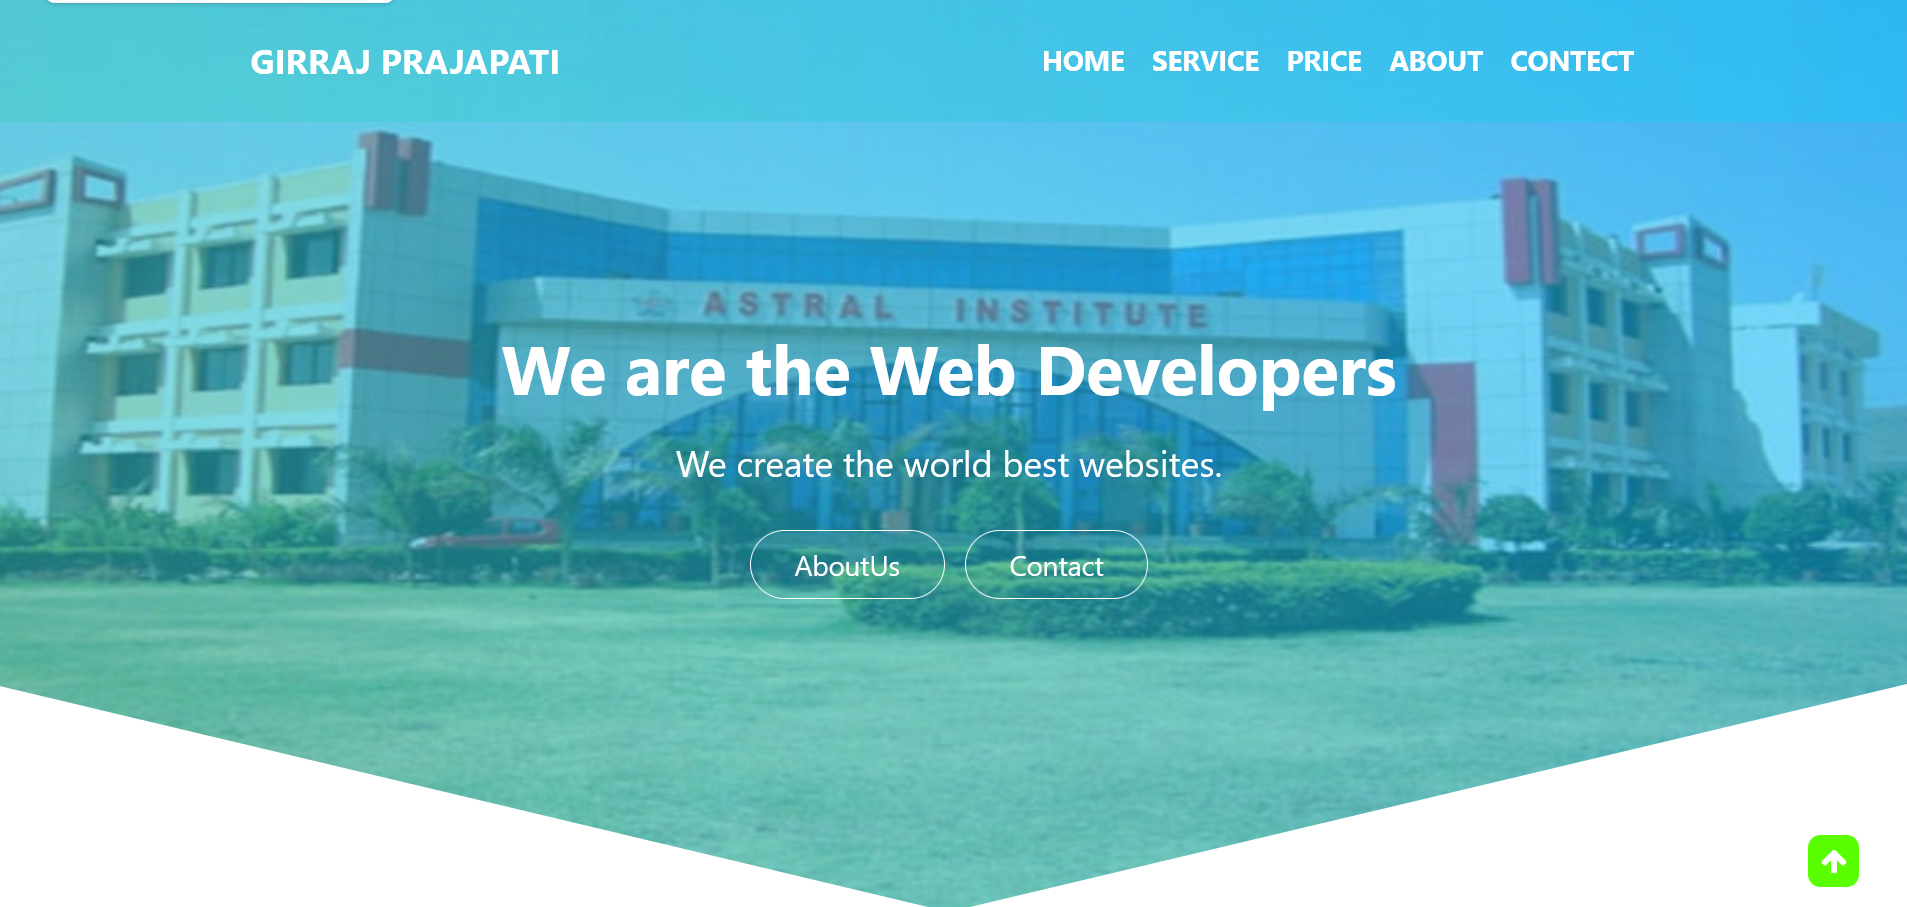 GIRRAJ PRAJAPATI
HOME SERVICE PRICE ABOUT CONTECT
ASTRAL INSTITUTE
We are the Web Developers
We create the world best websites.
AboutUs Contact